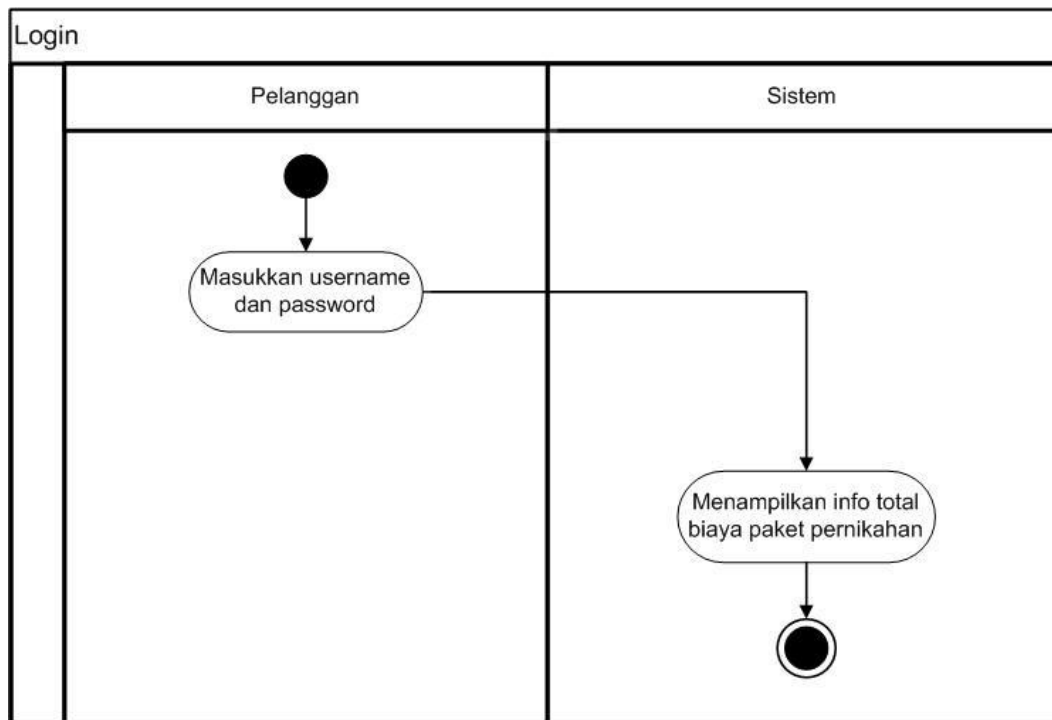 Login
Pelanggan
Sistem
Masukkan username
dan password
Menampilkan info total
biaya paket pernikahan